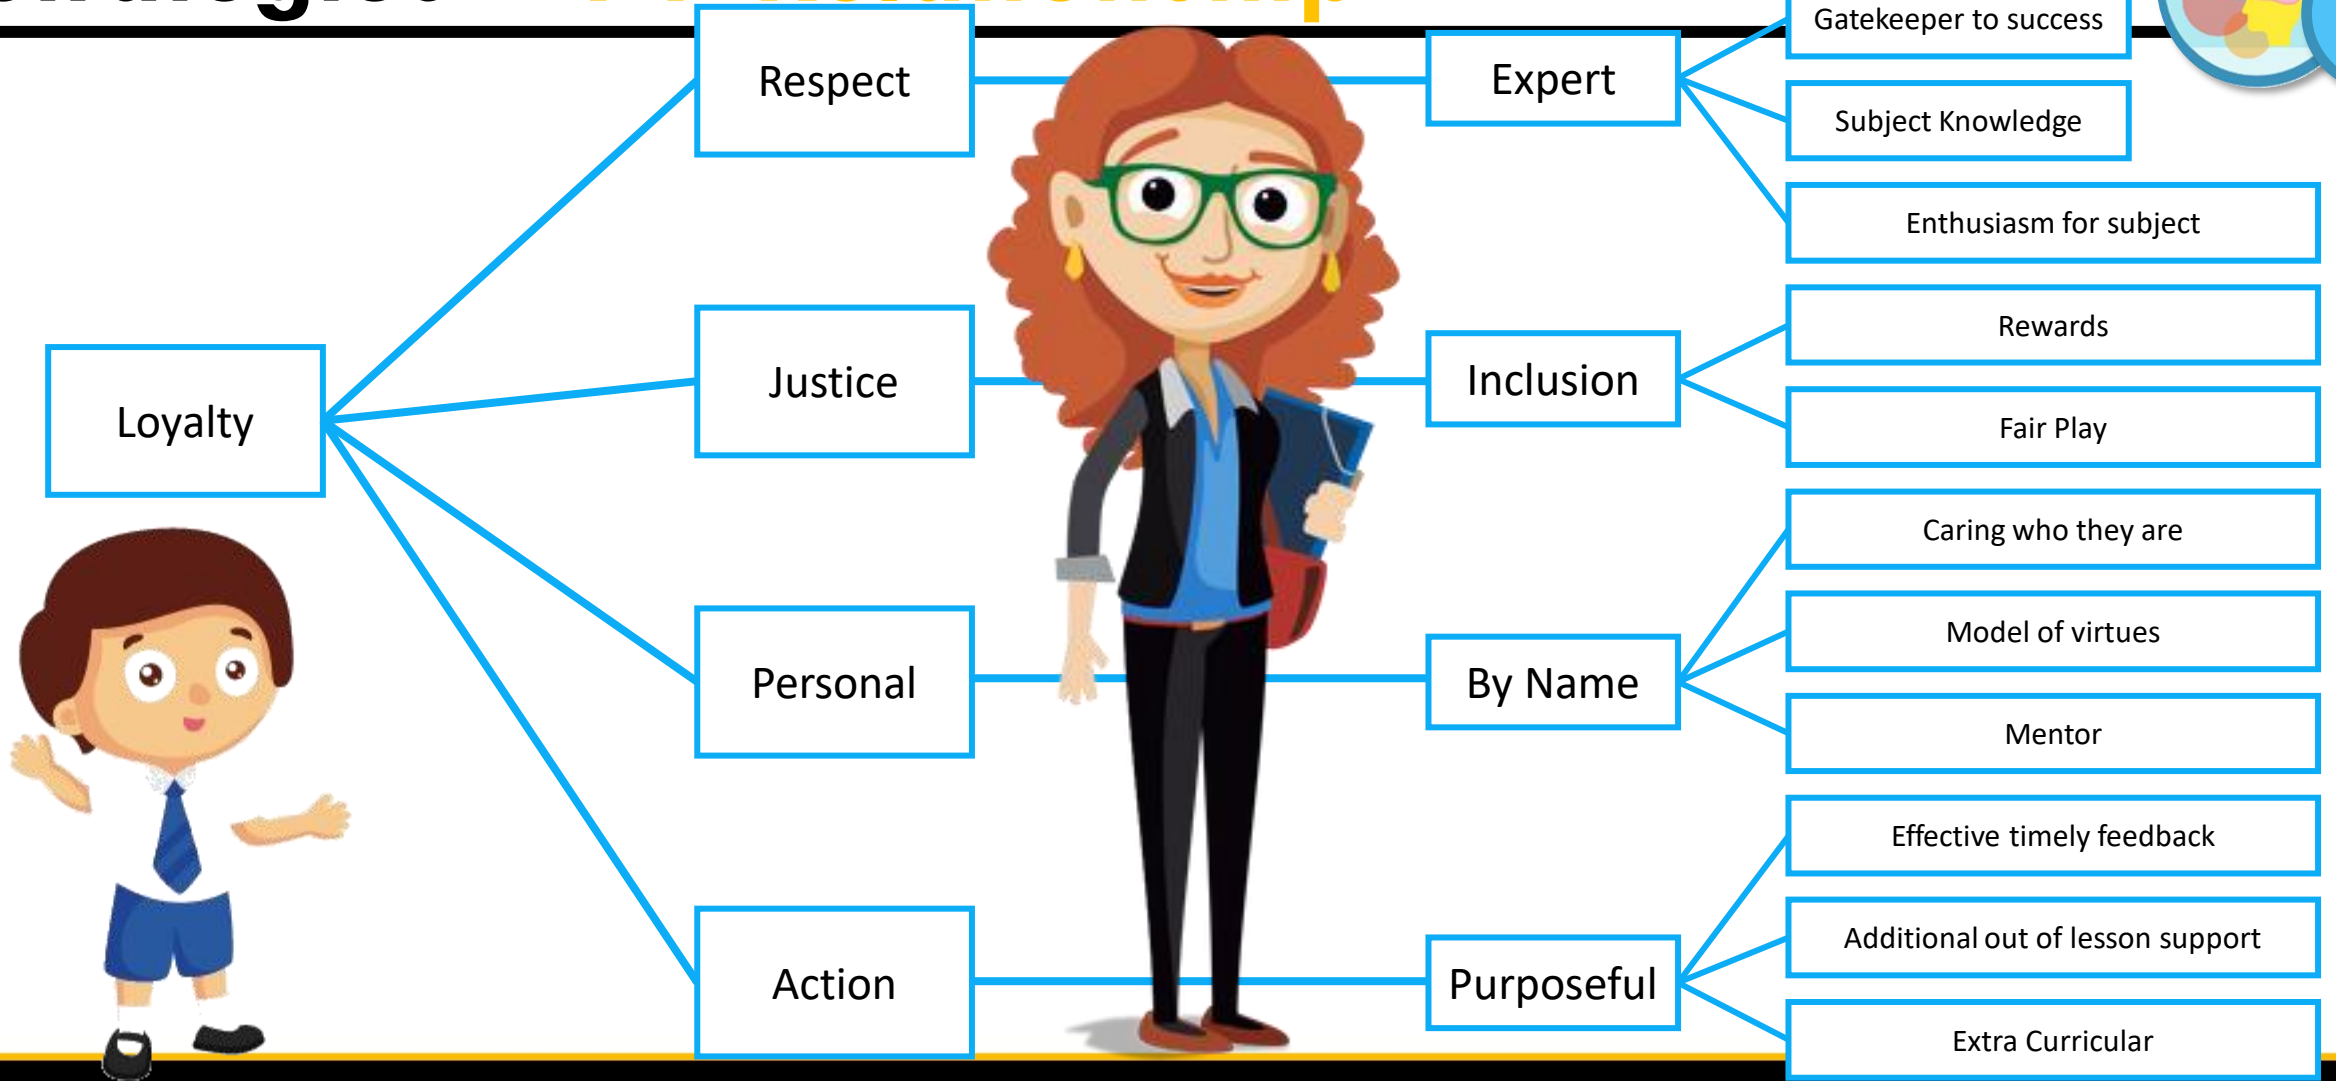 Relationship
Respect
Expert
Gatekeeper to success
Subject Knowledge
Enthusiasm for subject
Loyalty
Justice
Inclusion
Rewards
Fair Play
Personal
By Name
Caring who they are
Model of virtues
Mentor
Action
Purposeful
Effective timely feedback
Additional out of lesson support
Extra Curricular